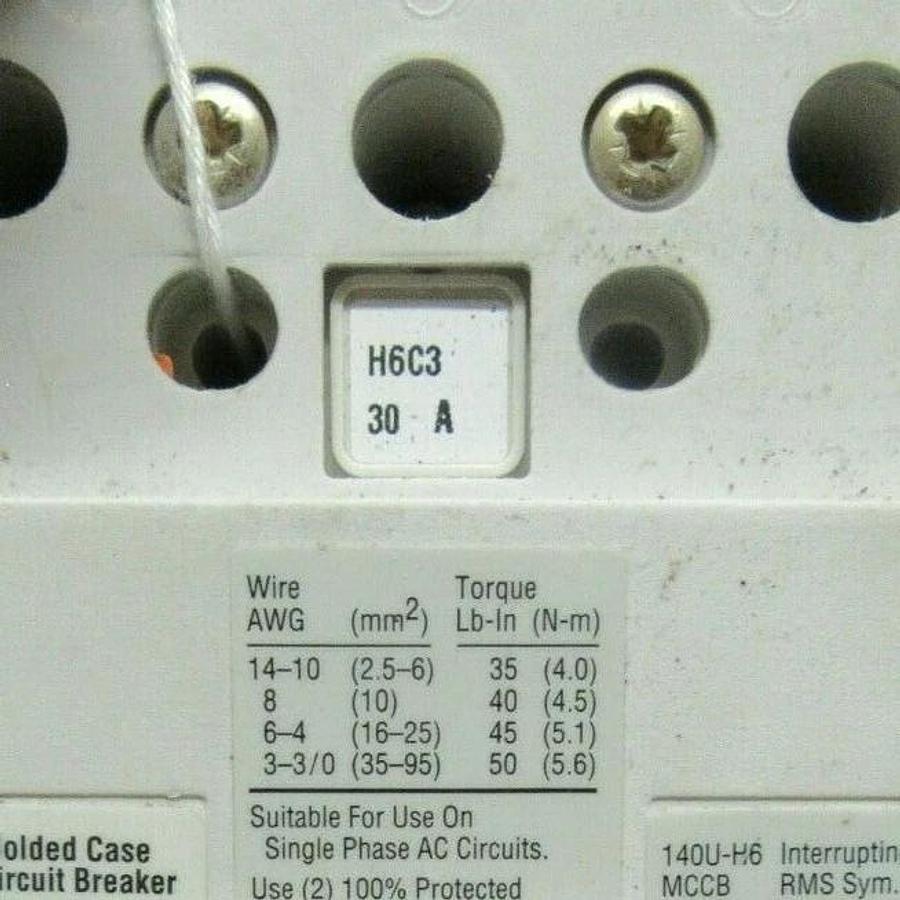 H6C3
30 A
Wire Torque
AWG (mm²) Lb-In (N-m)
14–10 (2.5–6) 35 (4.0)
8 (10) 40 (4.5)
6–4 (16–25) 45 (5.1)
3–3/0 (35–95) 50 (5.6)
Suitable For Use On
Single Phase AC Circuits.
Use (2) 100% Protected
olded Case
ircuit Breaker
140U-H6 Interruptin
MCCB RMS Sym.